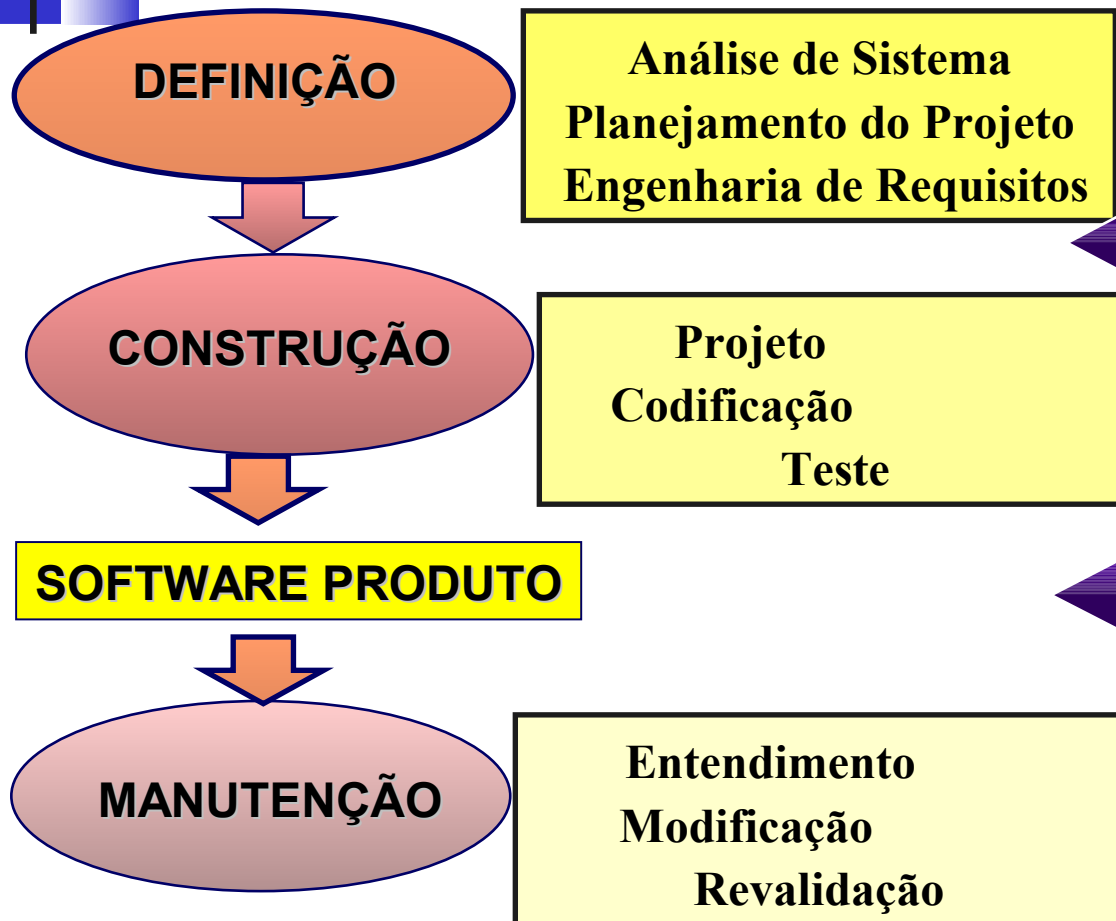 DEFINIÇÃO
Análise de Sistema
Planejamento do Projeto
Engenharia de Requisitos
CONSTRUÇÃO
Projeto
Codificação
Teste
SOFTWARE PRODUTO
MANUTENÇÃO
Entendimento
Modificação
Revalidação